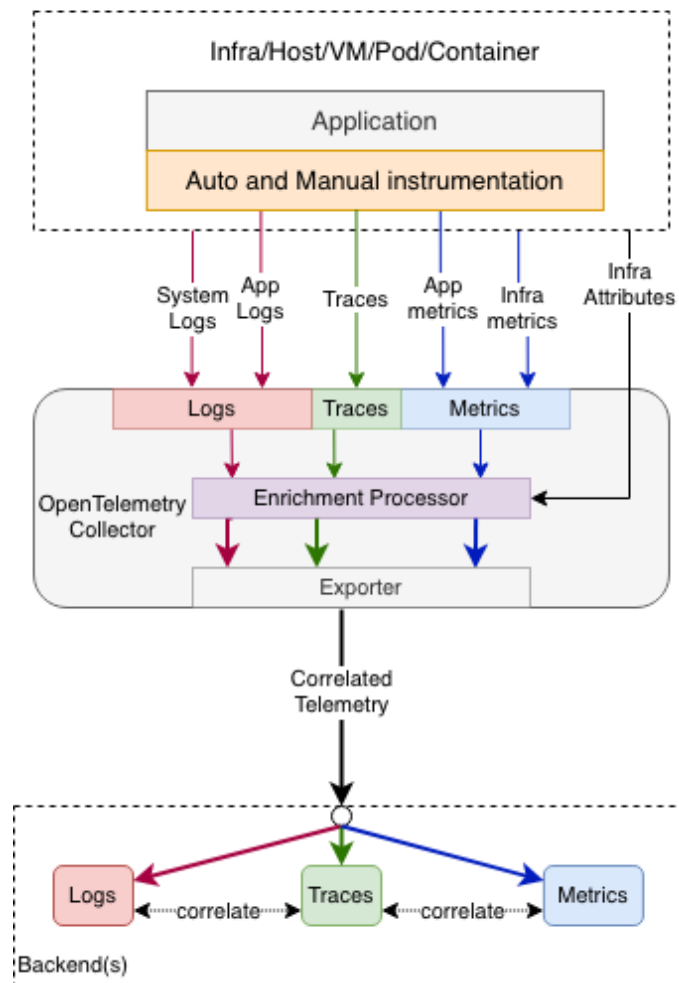 Infra/Host/VM/Pod/Container
Application
Auto and Manual instrumentation
System
Logs
App
Logs
Traces
App
metrics
Infra
metrics
Infra
Attributes
Logs
Traces
Metrics
OpenTelemetry
Collector
Enrichment Processor
Exporter
Correlated
Telemetry
Logs
correlate
Traces
correlate
Metrics
Backend(s)